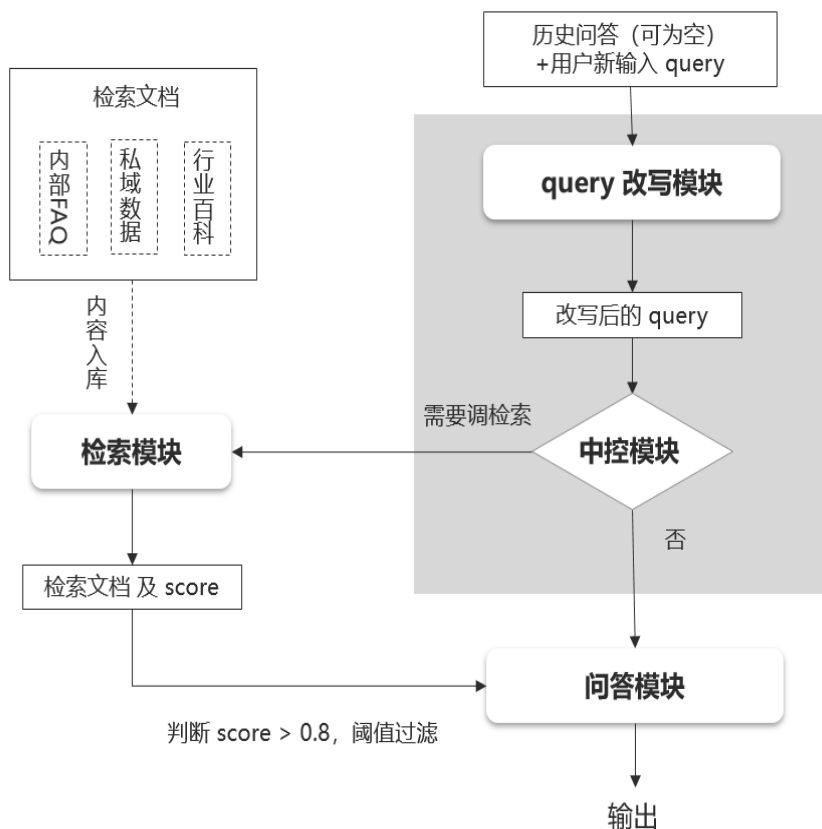 历史问答（可为空）
+用户新输入 query
检索文档
内部FAQ
私域数据
行业百科
query 改写模块
内容入库
改写后的 query
需要调检索
检索模块
中控模块
否
检索文档 及 score
问答模块
判断 score > 0.8，阈值过滤
输出